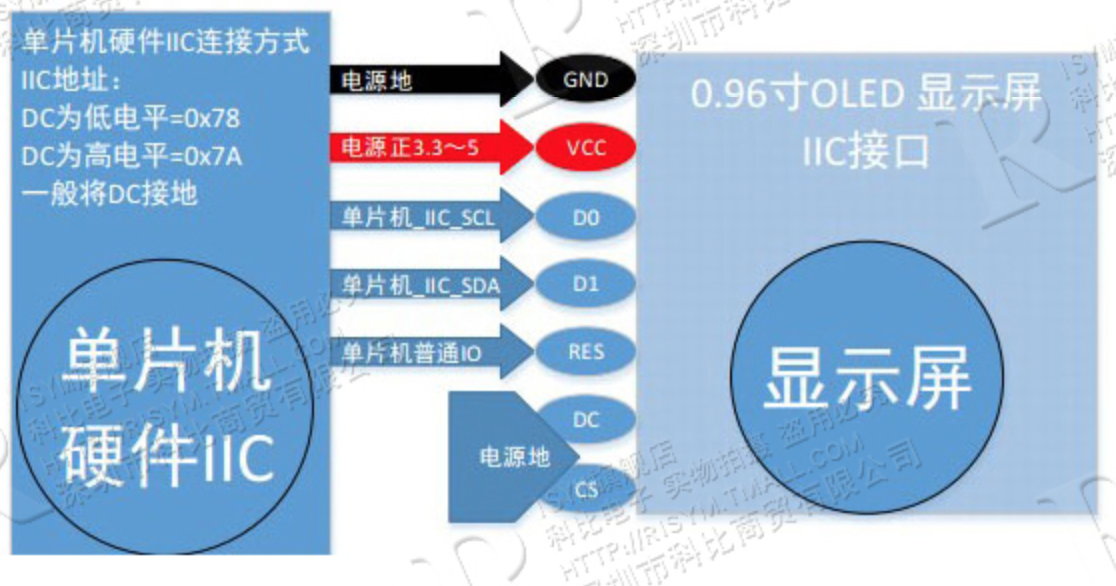 单片机硬件IIC连接方式
IIC地址：
DC为低电平=0x78
DC为高电平=0x7A
一般将DC接地
单片机
硬件IIC
电源地
GND
电源正3.3～5
VCC
单片机_IIC_SCL
D0
单片机_IIC_SDA
D1
单片机普通IO
RES
电源地
DC
CS
0.96寸OLED 显示屏
IIC接口
显示屏
科比电子 实物拍摄 盗用必究
HTTP://RISYM.TMALL.COM
深圳市科比商贸有限公司